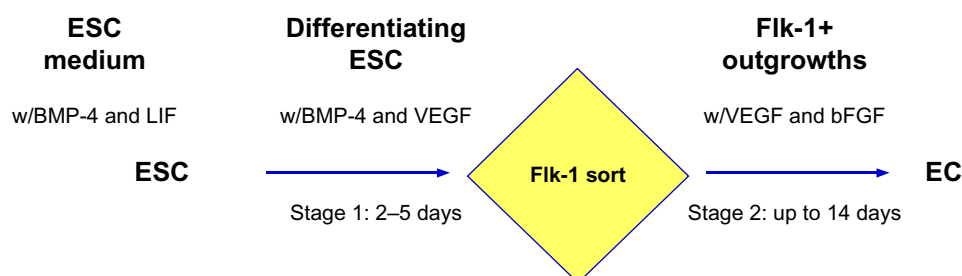 ESC
medium
Differentiating
ESC
Flk-1+
outgrowths
w/BMP-4 and LIF
w/BMP-4 and VEGF
w/VEGF and bFGF
ESC
Flk-1 sort
EC
Stage 1: 2–5 days
Stage 2: up to 14 days